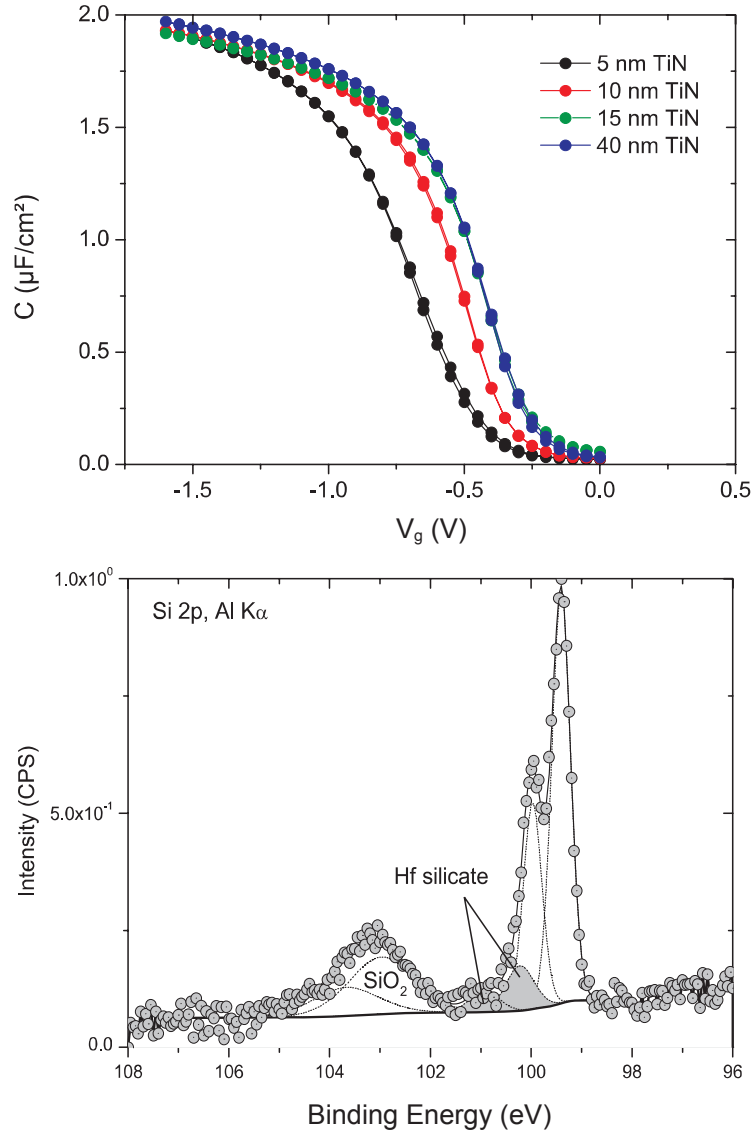 2.0
1.5
1.0
0.5
0.0
C (µF/cm²)
5 nm TiN
10 nm TiN
15 nm TiN
40 nm TiN
-1.5 -1.0 -0.5 0.0 0.5
V_g (V)
1.0x10⁰
5.0x10⁻¹
0.0
Intensity (CPS)
Si 2p, Al Kα
Hf silicate
SiO₂
108 106 104 102 100 98 96
Binding Energy (eV)